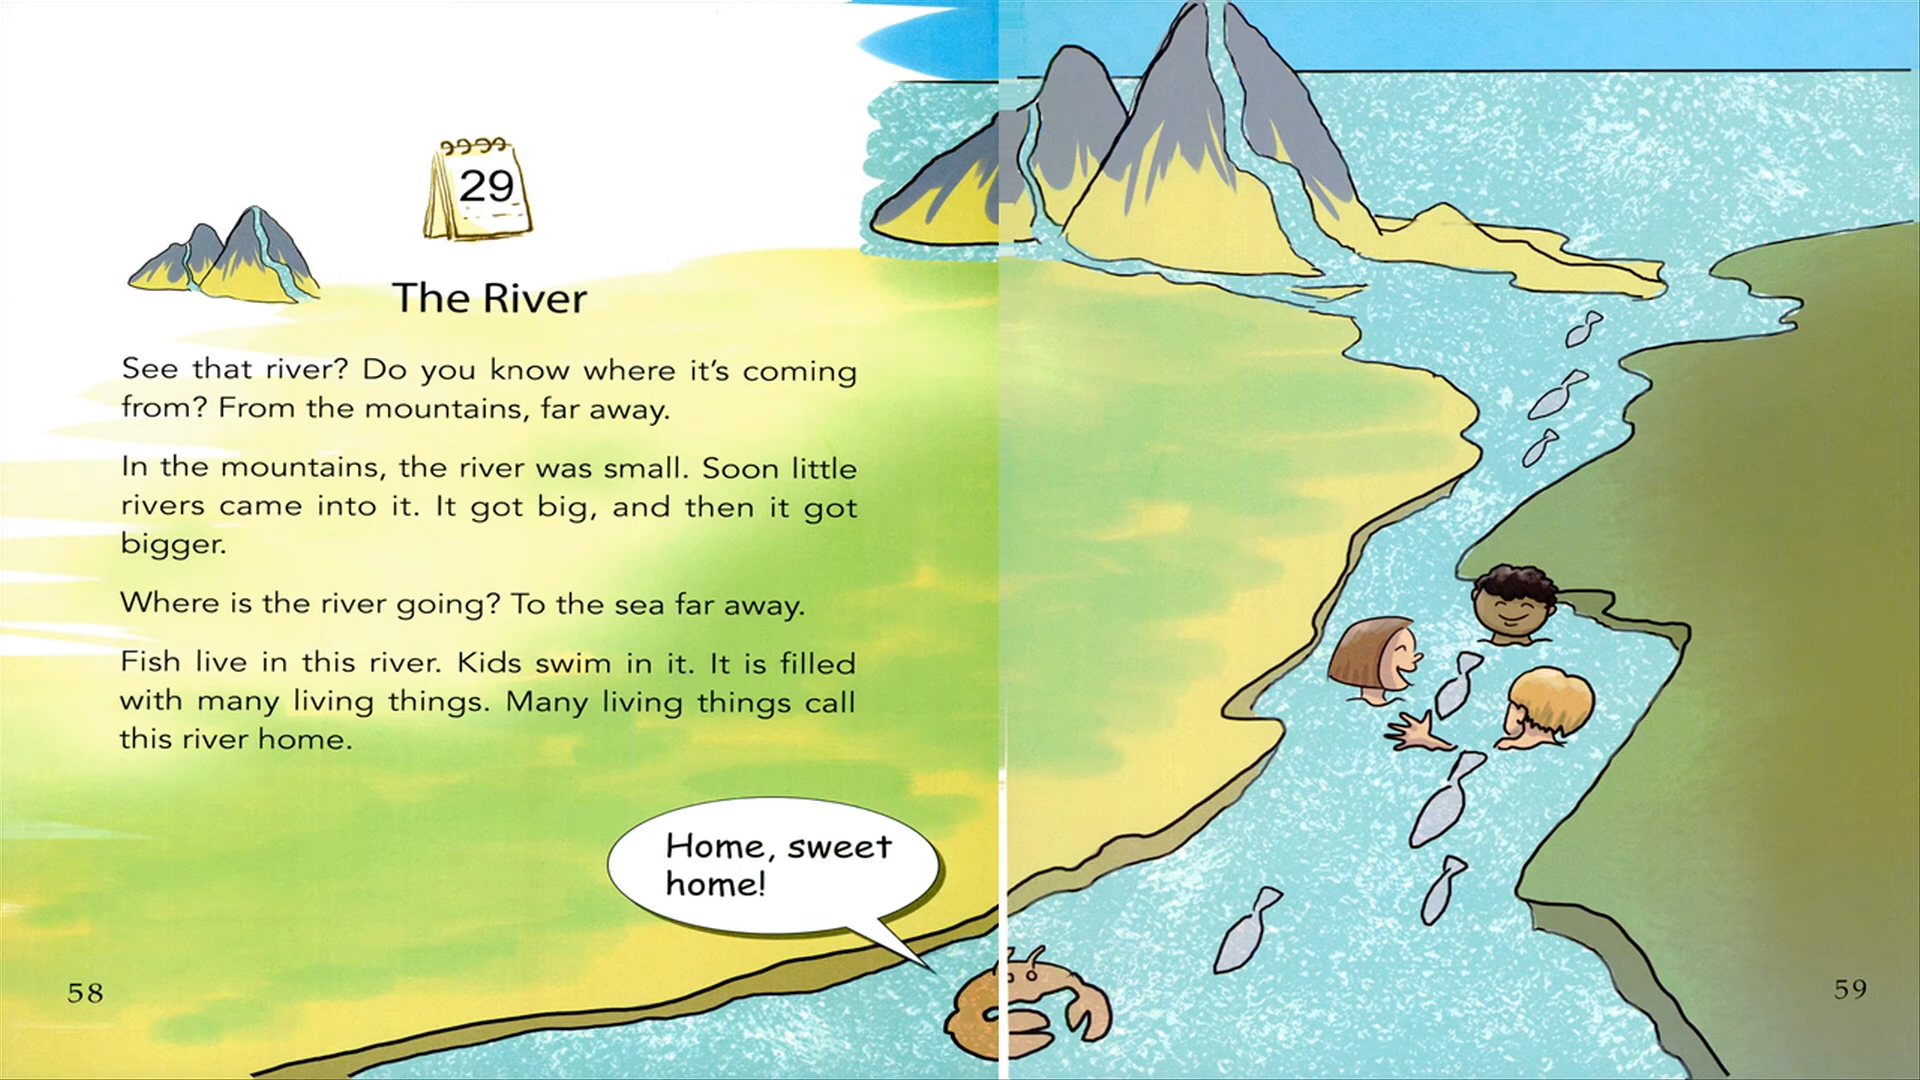 29
The River
See that river? Do you know where it's coming
from? From the mountains, far away.
In the mountains, the river was small. Soon little
rivers came into it. It got big, and then it got
bigger.
Where is the river going? To the sea far away.
Fish live in this river. Kids swim in it. It is filled
with many living things. Many living things call
this river home.
Home, sweet
home!
58
59